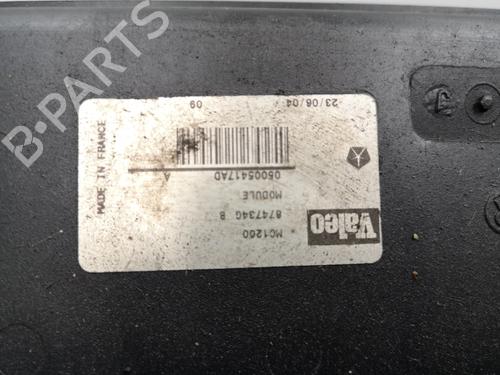 Valeo
MC1260
874734G B
MODULE
05005417AD
A
23/06/04
09
MADE IN FRANCE
B-PARTS